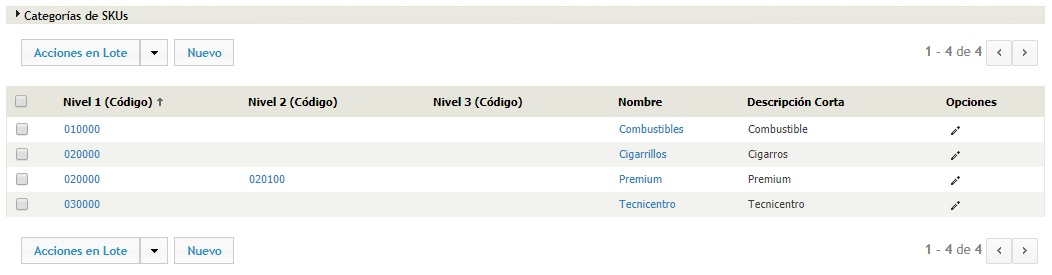 Categorías de SKUs
Acciones en Lote Nuevo 1 - 4 de 4
Nivel 1 (Código) ↑ Nivel 2 (Código) Nivel 3 (Código) Nombre Descripción Corta Opciones
010000 Combustibles Combustible
020000 Cigarrillos Cigarros
020000 020100 Premium Premium
030000 Tecnicentro Tecnicentro
Acciones en Lote Nuevo 1 - 4 de 4